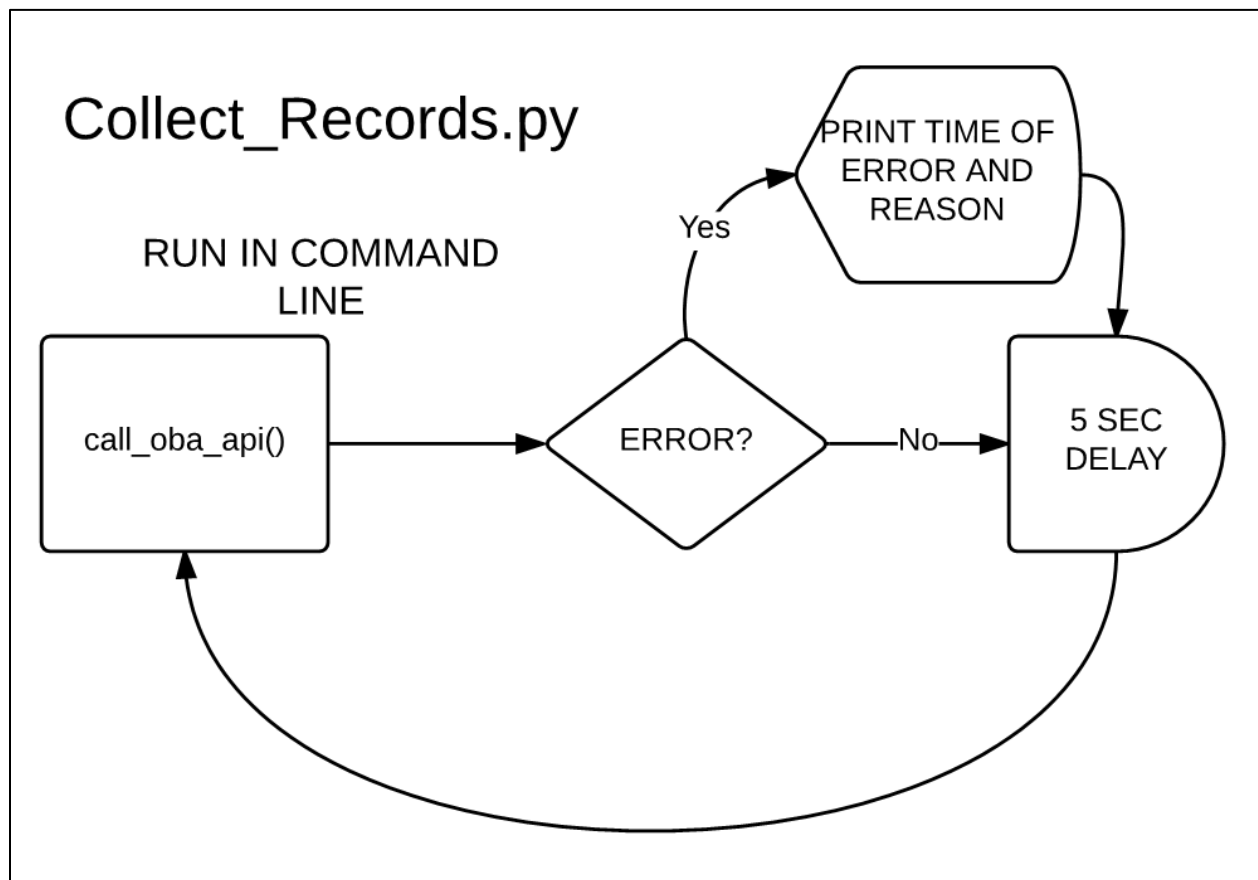 Collect_Records.py
RUN IN COMMAND
LINE
call_oba_api()
ERROR?
Yes
PRINT TIME OF
ERROR AND
REASON
No
5 SEC
DELAY